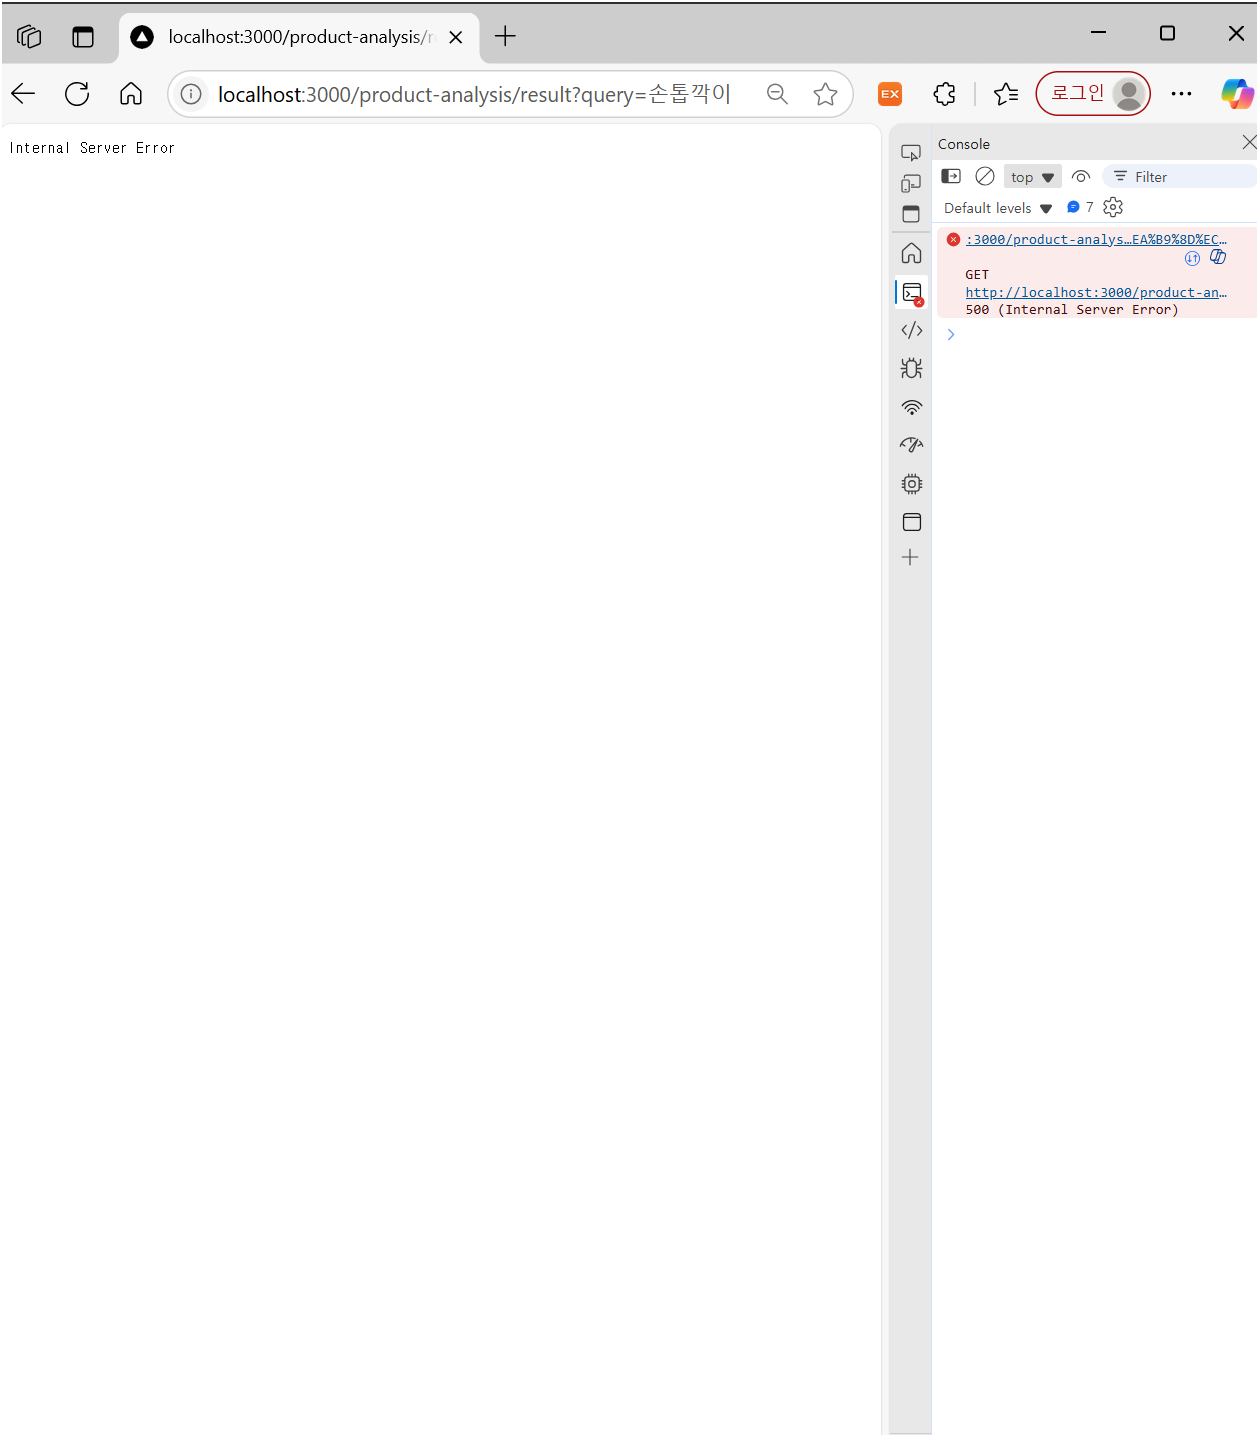 localhost:3000/product-analysis/r
localhost:3000/product-analysis/result?query=손톱깎이
EX
로그인
Internal Server Error
Console
top
Filter
Default levels
7
:3000/product-analys…EA%B9%8D%EC…
GET
http://localhost:3000/product-an…
500 (Internal Server Error)